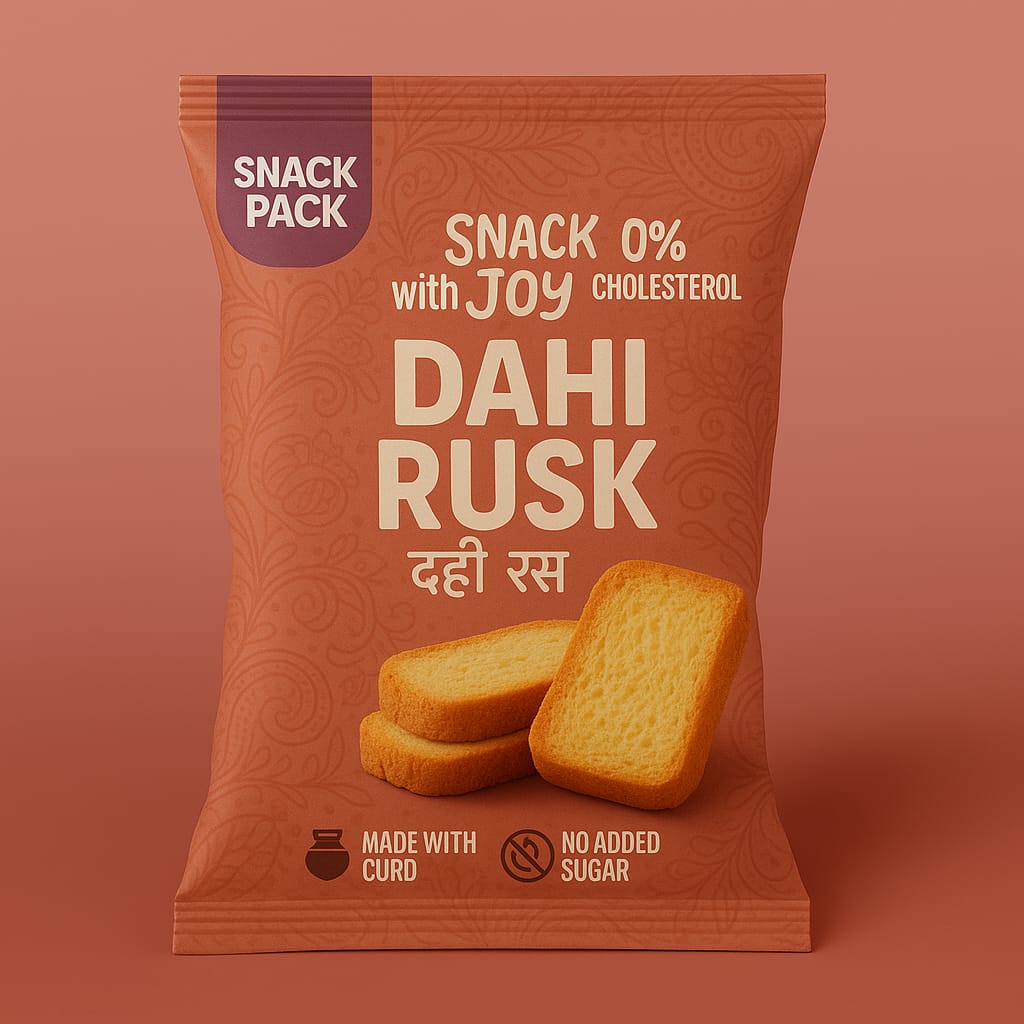 SNACK
PACK
SNACK
with JOY
0%
CHOLESTEROL
DAHI
RUSK
दही रस
MADE WITH
CURD
NO ADDED
SUGAR